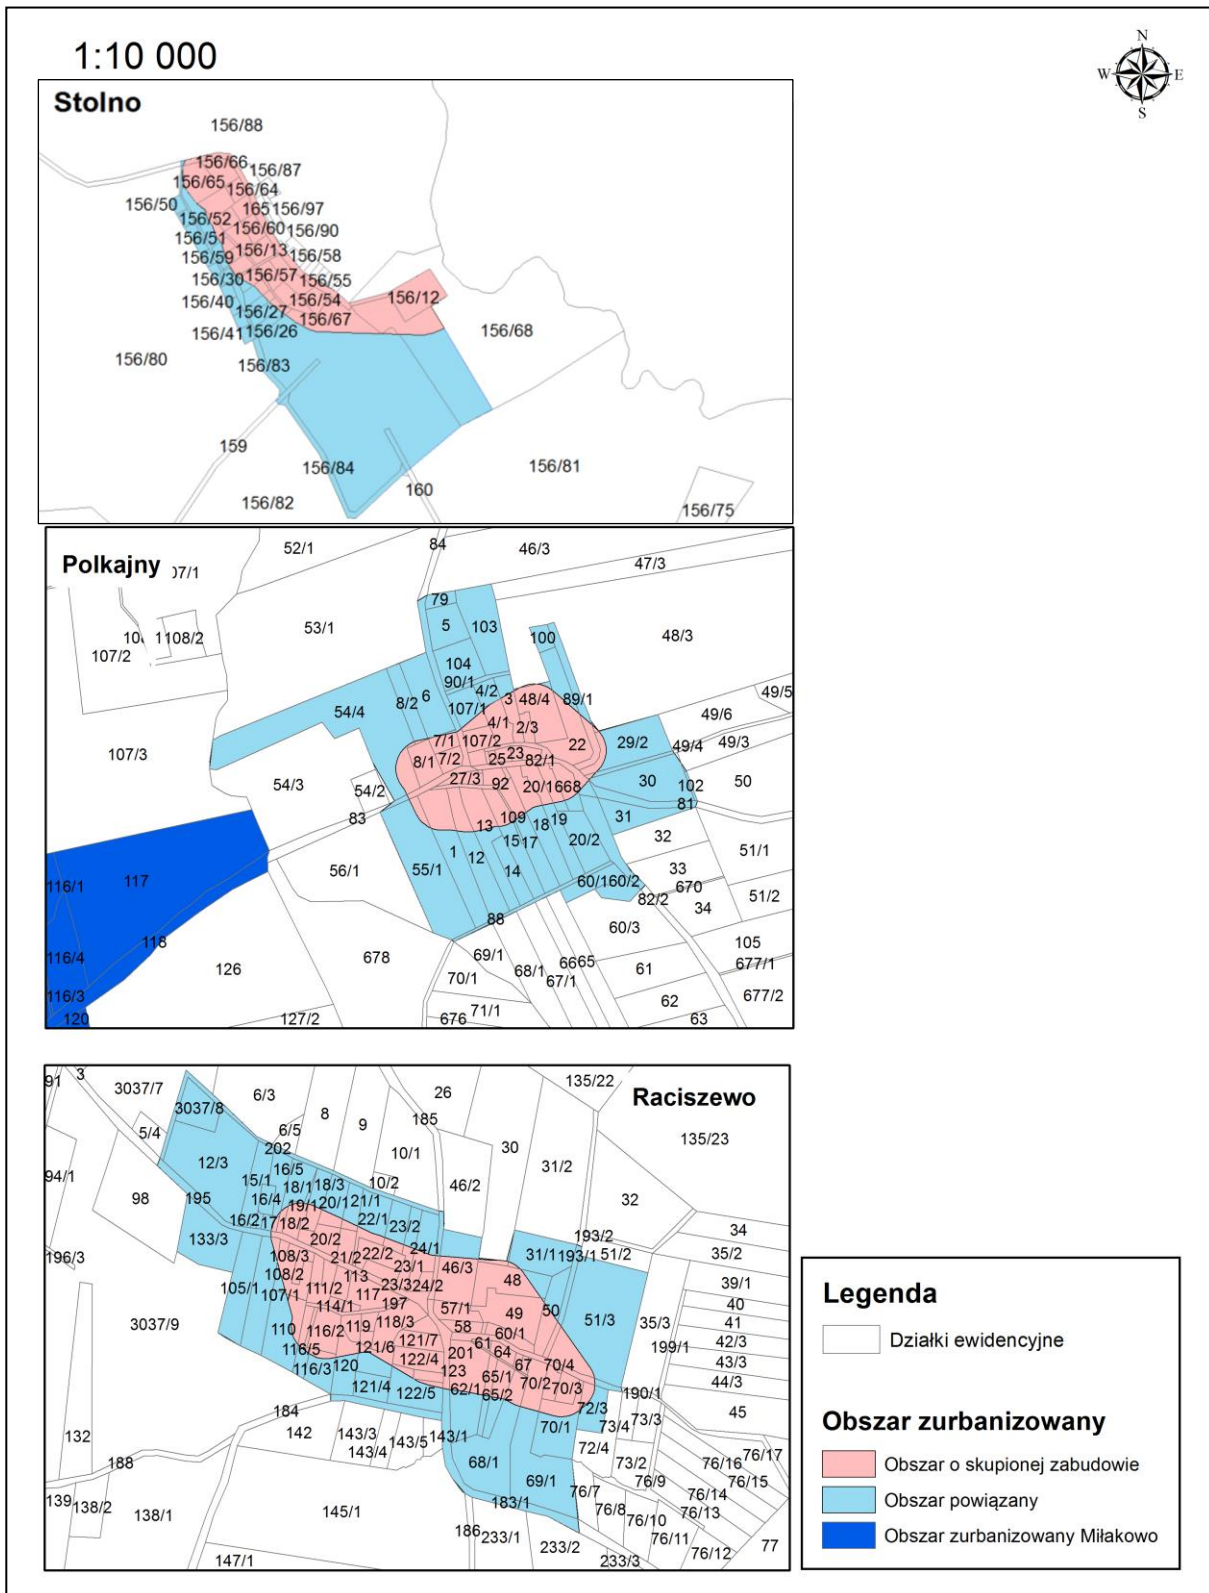 1:10 000
N
W E
S
Stolno
156/88
156/66
156/87
156/65
156/64
156/50
165 156/97
156/52
156/60 156/90
156/51
156/13 156/58
156/59
156/57
156/30 156/55
156/40 156/54 156/12
156/27
156/67
156/41 156/26 156/68
156/80 156/83
159
156/84 156/81
160
156/82 156/75
Polkajny
52/1 84 46/3
47/3
07/1
79
53/1 5 103 100 48/3
108/2
107/2
104
90/1
6 4/2
8/2 3 48/4 89/1 49/5
54/4 107/1 49/6
4/1 2/3
107/3 7/1 107/2 22 29/2 49/4 49/3
8/1 7/2 25 23 82/1
54/3 54/2 27/3 92 20/1 668 30 102 50
83 109 81
13 18 19 31
32
1 12 15 17 20/2 51/1
56/1 55/1 14 33
116/1 117 60/1 60/2 670
82/2 51/2
88 34
60/3
118 69/1 105
116/4 126 678 70/1 68/1 6665 61 677/1
67/1
116/3 71/1 62 677/2
120 127/2 676 63
Raciszewo
91 3 3037/7 6/3 26 135/22
3037/8 8 185
5/4 6/5 9 30 135/23
202 10/1
12/3 16/5 31/2
94/1 15/1 18/1 18/3 10/2 46/2 32
98 195 16/4 19/1 20/1 21/1
16/2 17 18/2 22/1 23/2 193/2 34
133/3 20/2 24/1 31/1 193/1 51/2 35/2
196/3 108/3 21/2 22/2 23/1 46/3
108/2 113 48 39/1
105/1 107/1 111/2 117 23/3 24/2 40
114/1 197 57/1 49 50 51/3 35/3 41
3037/9 110 116/2 119 118/3 58 60/1 199/1 42/3
116/5 121/6 121/7 61 64 43/3
116/3 120 122/4 201 67 70/4 44/3
123 65/1
121/4 122/5 62/1 65/2 70/2 70/3 190/1
184 72/3 45
132 142 143/3 143/5 143/1 70/1 73/4 73/3
143/4 72/4 76/17
188 68/1 73/2 76/16
69/1 76/9 76/15
139 138/2 183/1 76/7 76/14
138/1 145/1 76/8 76/13
76/10
186 233/1 76/11 77
147/1 233/2 76/12
233/3
Legenda
Działki ewidencyjne
Obszar zurbanizowany
Obszar o skupionej zabudowie
Obszar powiązany
Obszar zurbanizowany Miłakowo